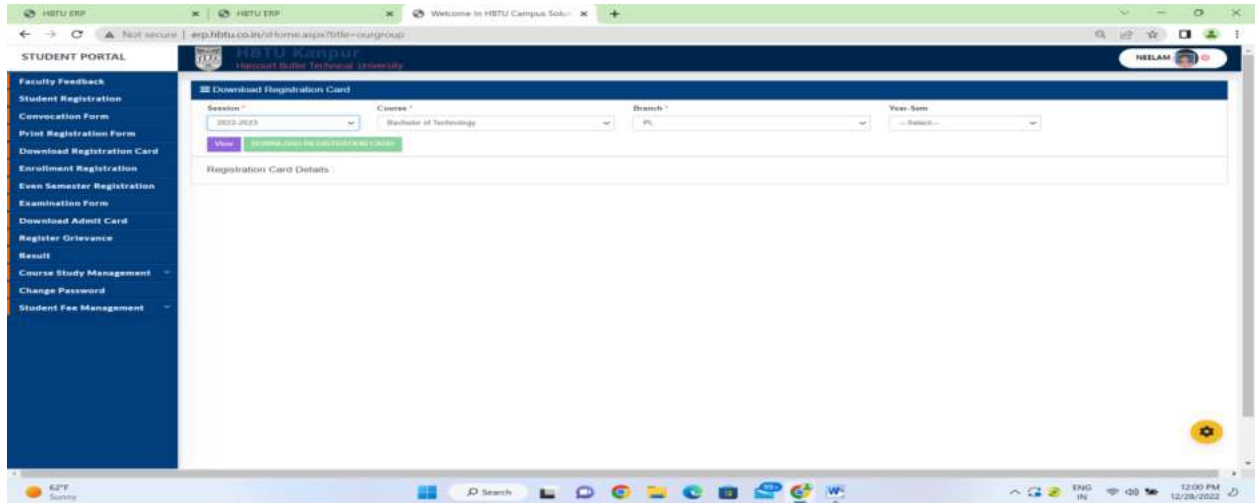 HBTU ERP
HBTU ERP
Welcome in HBTU Campus Solu
Not secure | erp.hbtu.co.in/sHome.aspx?title=ourgroup
STUDENT PORTAL
HBTU Kanpur
Harcourt Butler Technical University
NEELAM
Faculty Feedback
Student Registration
Convocation Form
Print Registration Form
Download Registration Card
Enrollment Registration
Even Semester Registration
Examination Form
Download Admit Card
Register Grievance
Result
Course Study Management
Change Password
Student Fee Management
Download Registration Card
Session * Course * Branch * Year-Sem
2022-2023 Bachelor of Technology PL --Select--
View DOWNLOAD REGISTRATION CARD
Registration Card Details :
62°F
Sunny
Search
99+
ENG
IN
12:00 PM
12/28/2022